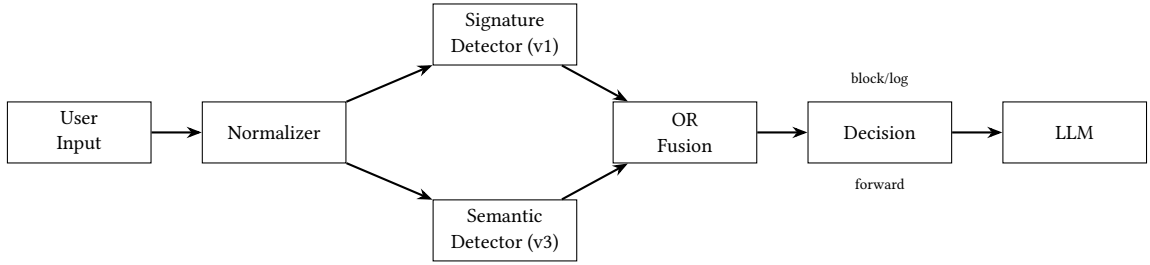 User
Input
Normalizer
Signature
Detector (v1)
Semantic
Detector (v3)
OR
Fusion
block/log
Decision
forward
LLM